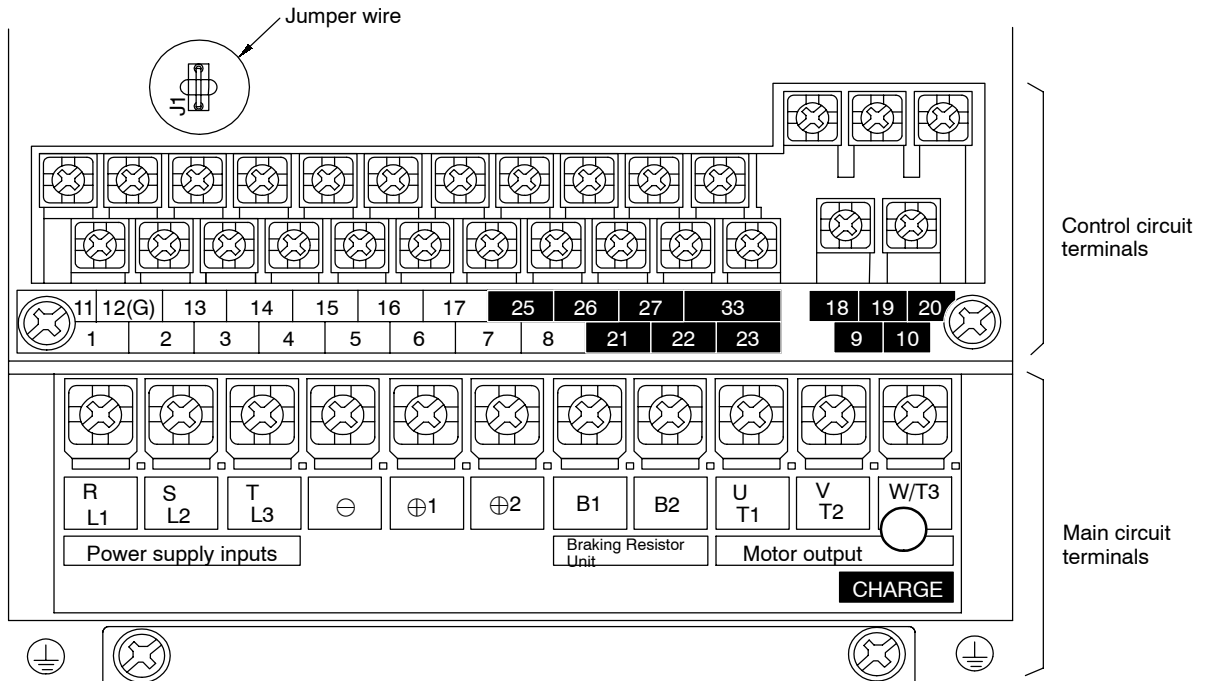 Jumper wire
J1
Control circuit
terminals
11 12(G) 13 14 15 16 17 25 26 27 33 18 19 20
1 2 3 4 5 6 7 8 21 22 23 9 10
R S T ⊖ ⊕1 ⊕2 B1 B2 U V W/T3
L1 L2 L3 T1 T2
Power supply inputs
Braking Resistor
Unit
Motor output
CHARGE
Main circuit
terminals